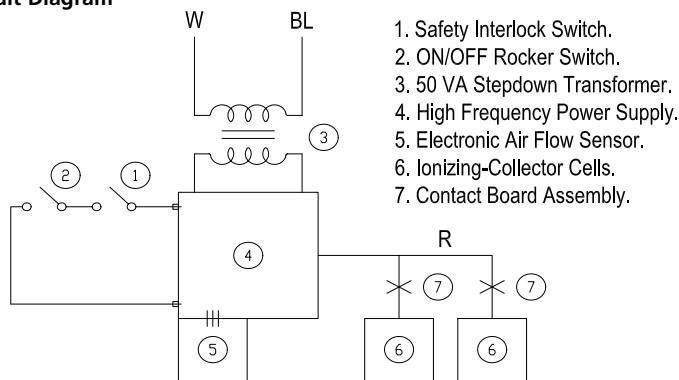 uit Diagram
W BL
1. Safety Interlock Switch.
2. ON/OFF Rocker Switch.
3. 50 VA Stepdown Transformer.
4. High Frequency Power Supply.
5. Electronic Air Flow Sensor.
6. Ionizing-Collector Cells.
7. Contact Board Assembly.
3
2 1
R
4
7 7
5 6 6